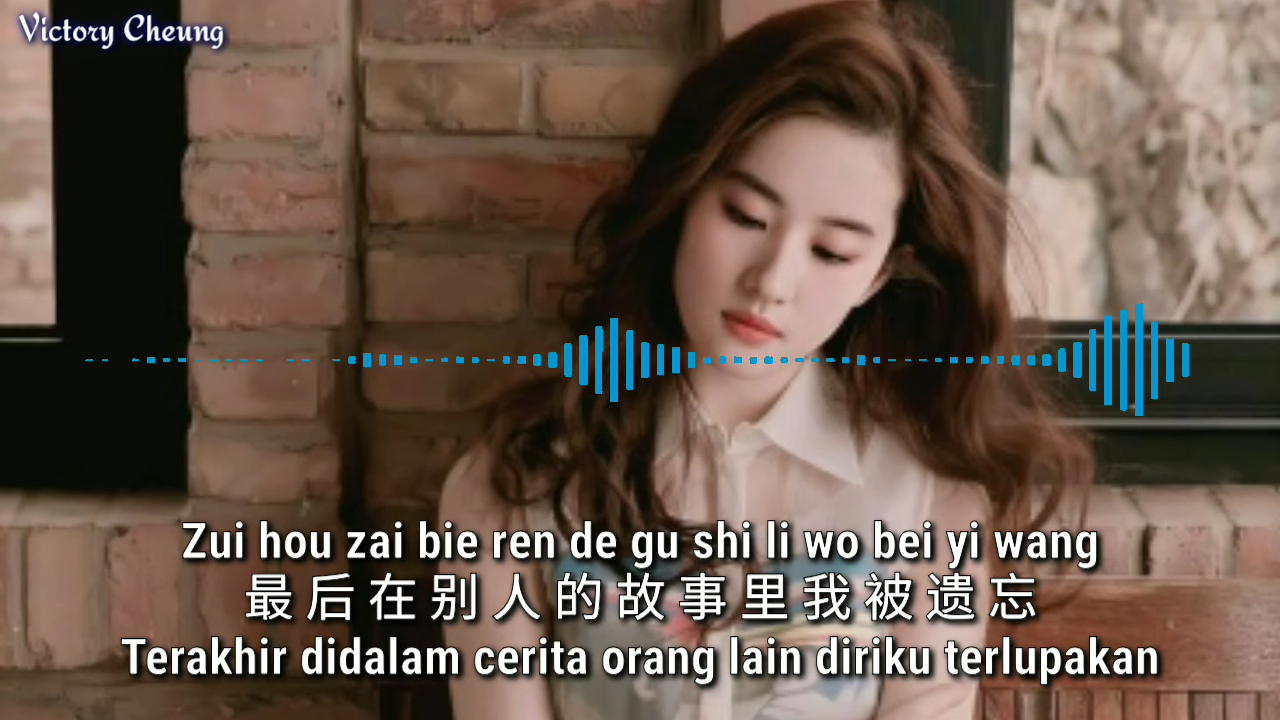 Victory Cheung
Zui hou zai bie ren de gu shi li wo bei yi wang
最后在别人的故事里我被遗忘
Terakhir didalam cerita orang lain diriku terlupakan